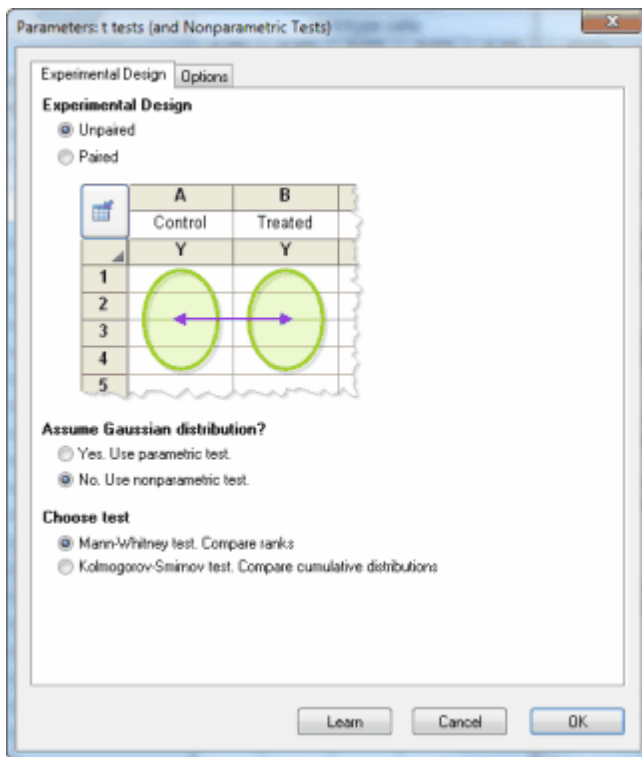 Parameters: t tests (and Nonparametric Tests)
Experimental Design Options
Experimental Design
Unpaired
Paired
A B
Control Treated
Y Y
1
2
3
4
5
Assume Gaussian distribution?
Yes. Use parametric test.
No. Use nonparametric test.
Choose test
Mann-Whitney test. Compare ranks
Kolmogorov-Smirnov test. Compare cumulative distributions
Learn Cancel OK